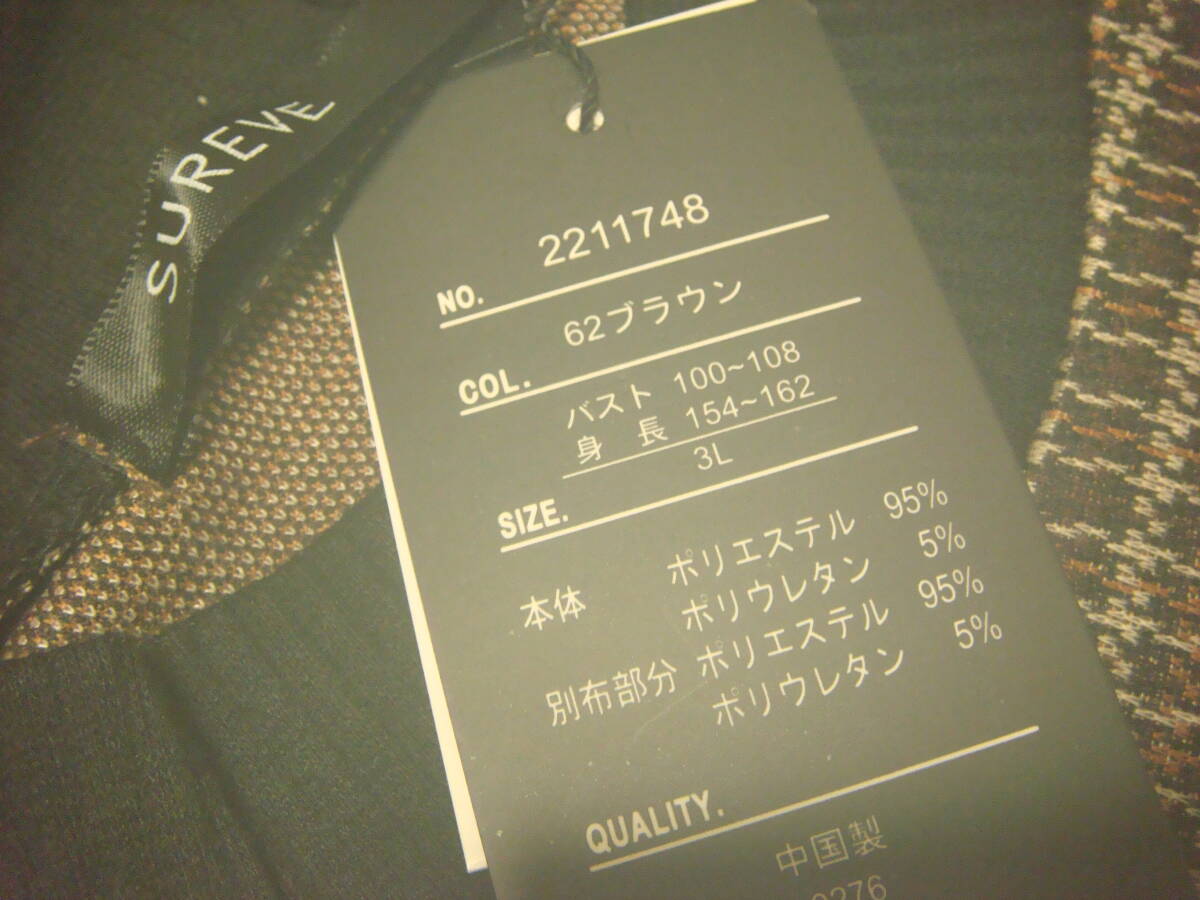 SUREVE
2211748
NO.
62ブラウン
COL.
バスト 100~108
身 長 154~162
3L
SIZE.
本体 ポリエステル 95%
ポリウレタン 5%
別布部分 ポリエステル 95%
ポリウレタン 5%
QUALITY.
中国製